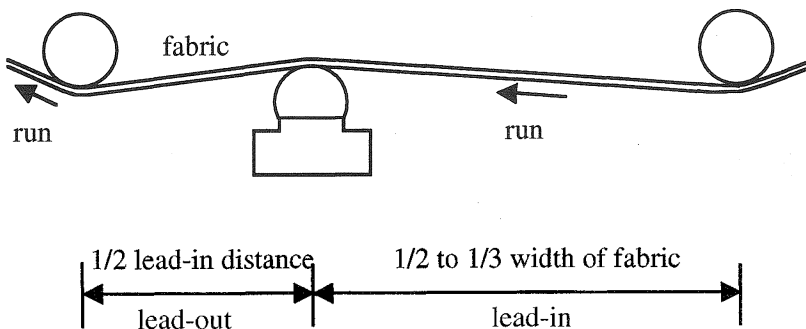 fabric
run
run
1/2 lead-in distance
1/2 to 1/3 width of fabric
lead-out
lead-in